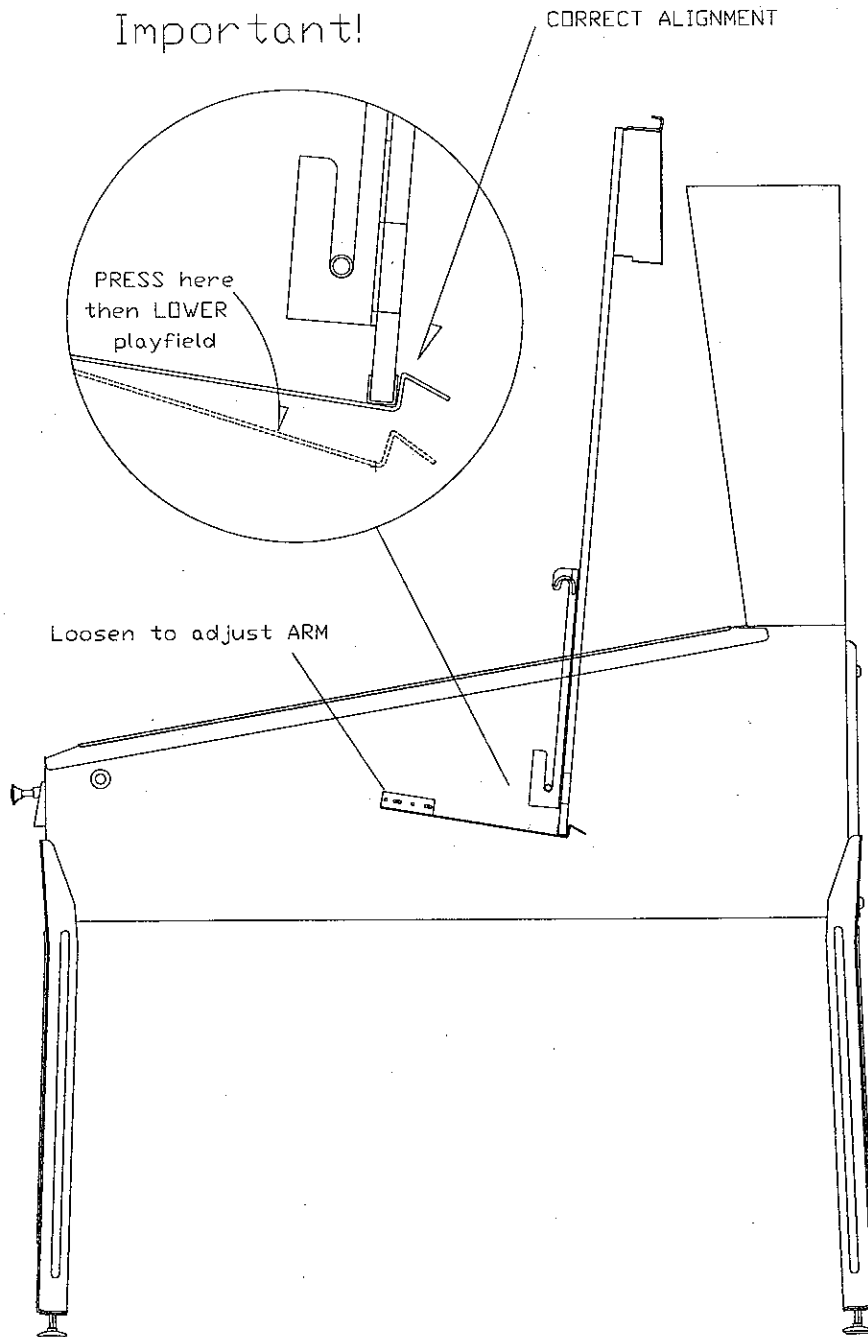 Important!
CORRECT ALIGNMENT
PRESS here
then LOWER
playfield
Loosen to adjust ARM